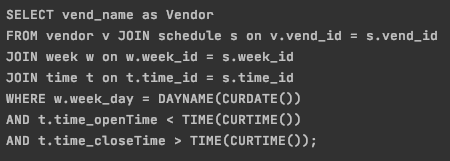 SELECT vend_name as Vendor
FROM vendor v JOIN schedule s on v.vend_id = s.vend_id
JOIN week w on w.week_id = s.week_id
JOIN time t on t.time_id = s.time_id
WHERE w.week_day = DAYNAME(CURDATE())
AND t.time_openTime < TIME(CURTIME())
AND t.time_closeTime > TIME(CURTIME());